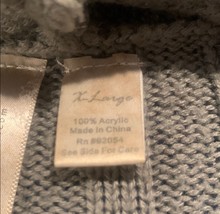 X-Large
100% Acrylic
Made in China
See Side For Care